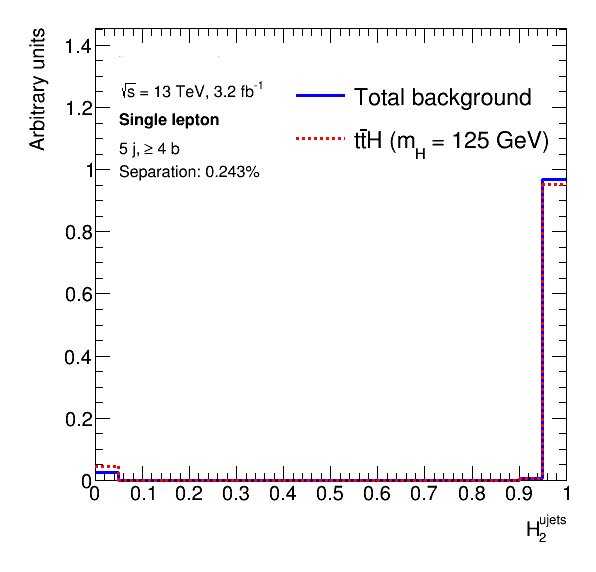 Arbitrary units
1.4
1.2
1
0.8
0.6
0.4
0.2
0
√s = 13 TeV, 3.2 fb⁻¹
Single lepton
5 j, ≥ 4 b
Separation: 0.243%
Total background
tt̄H (m_H = 125 GeV)
0 0.1 0.2 0.3 0.4 0.5 0.6 0.7 0.8 0.9 1
H₂^ujets